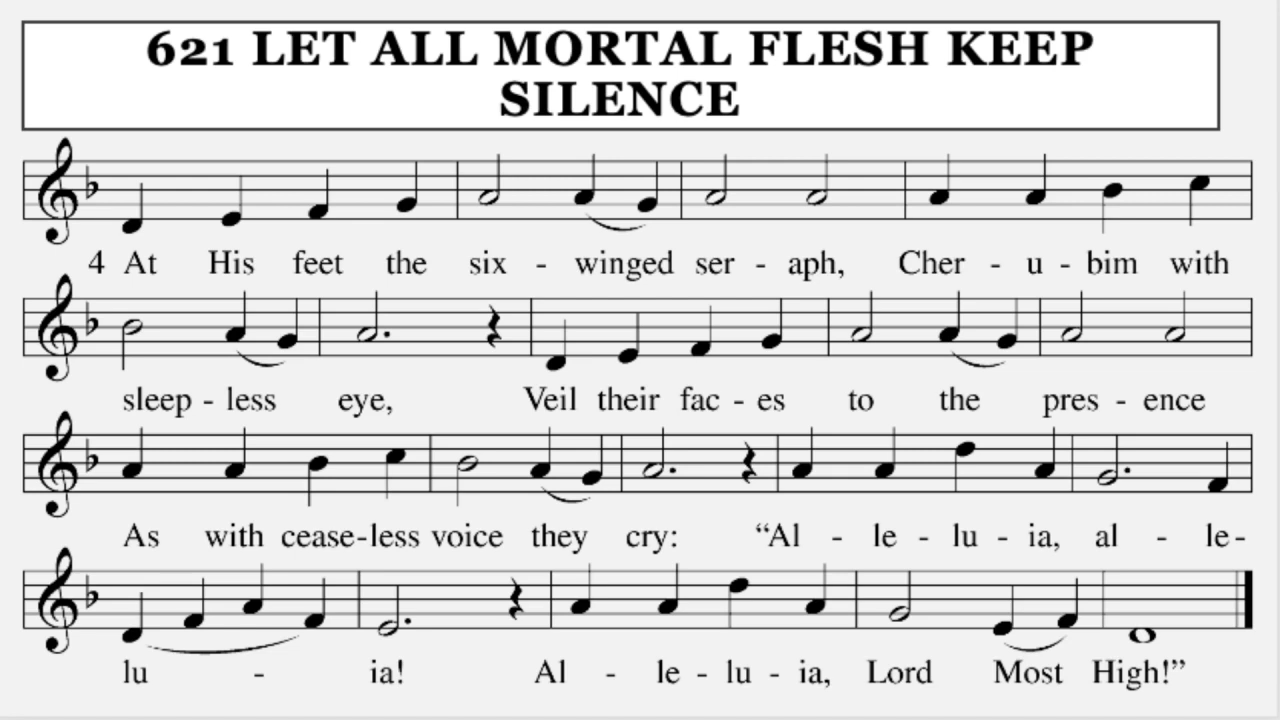 621 LET ALL MORTAL FLESH KEEP
SILENCE
4 At His feet the six - winged ser - aph, Cher - u - bim with
sleep - less eye, Veil their fac - es to the pres - ence
As with cease-less voice they cry: “Al - le - lu - ia, al - le-
lu - ia! Al - le - lu - ia, Lord Most High!”